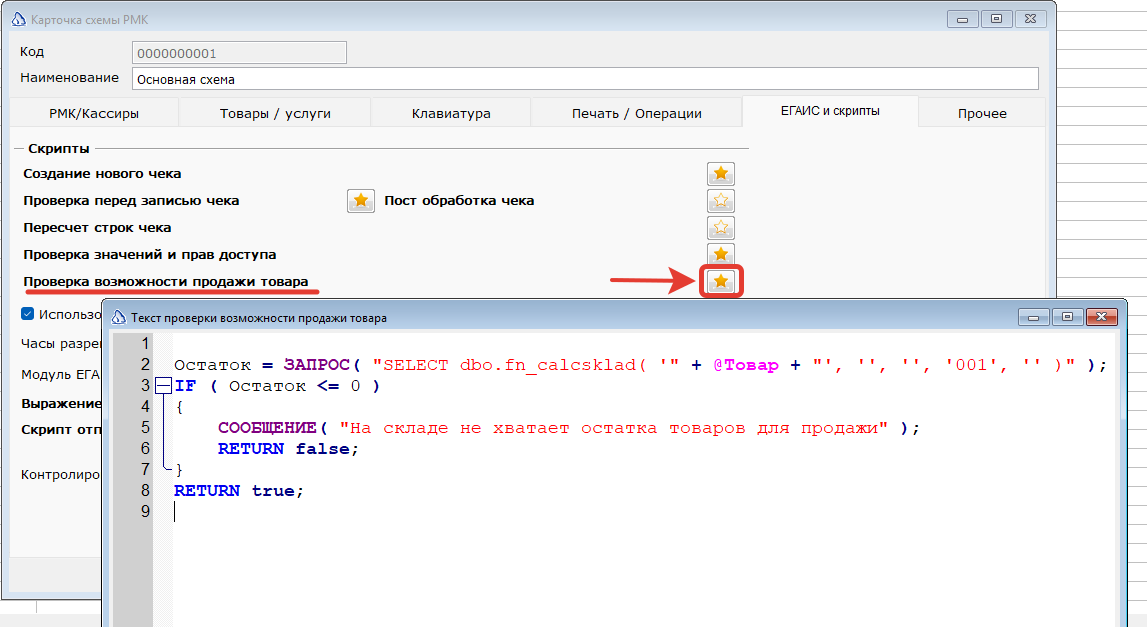 Карточка схемы РМК
Код 0000000001
Наименование Основная схема
РМК/Кассиры Товары / услуги Клавиатура Печать / Операции ЕГАИС и скрипты Прочее
Скрипты
Создание нового чека
Проверка перед записью чека Пост обработка чека
Пересчет строк чека
Проверка значений и прав доступа
Проверка возможности продажи товара
Использо
Часы разре
Модуль ЕГА
Выражение
Скрипт отп
Контролиро
Текст проверки возможности продажи товара
1
2 Остаток = ЗАПРОС( "SELECT dbo.fn_calcsklad( '" + @Товар + "', '', '', '001', '' )" );
3 IF ( Остаток <= 0 )
4 {
5 СООБЩЕНИЕ( "На складе не хватает остатка товаров для продажи" );
6 RETURN false;
7 }
8 RETURN true;
9